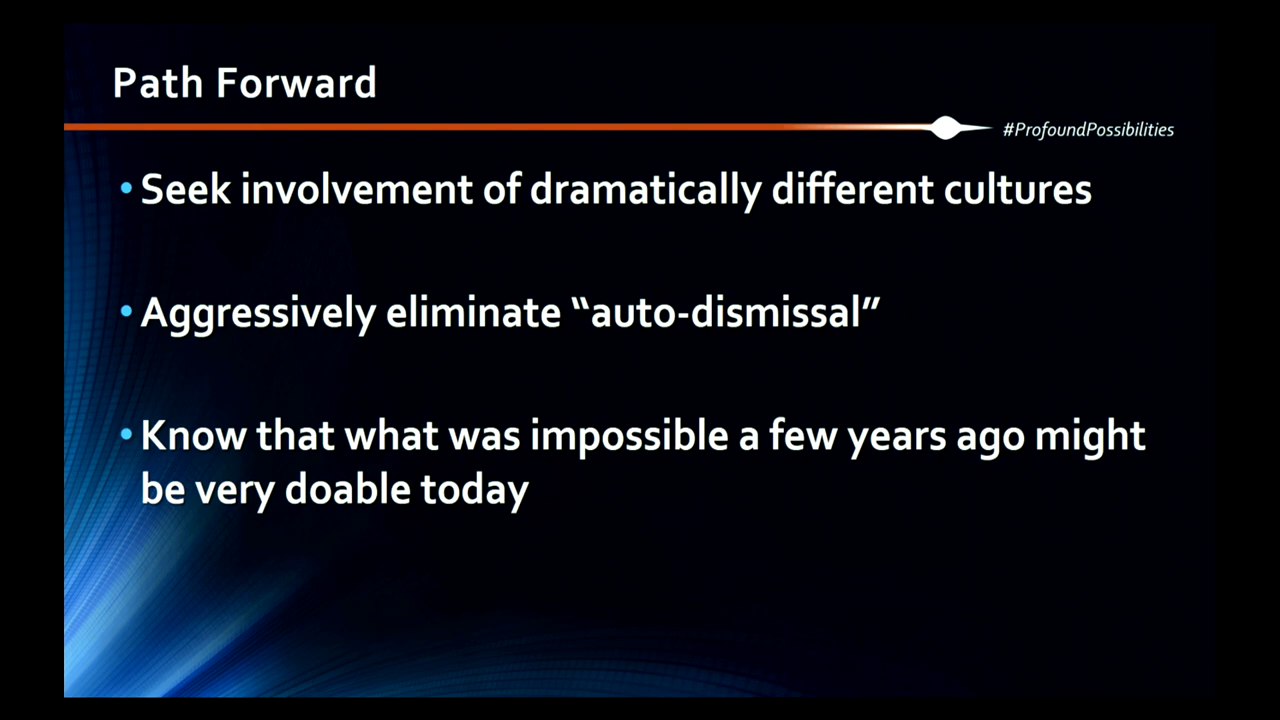 Path Forward
#ProfoundPossibilities
• Seek involvement of dramatically different cultures
• Aggressively eliminate “auto-dismissal”
• Know that what was impossible a few years ago might
be very doable today